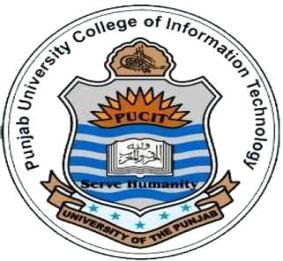 Punjab University College of Information Technology
PUCIT
Serve Humanity
UNIVERSITY OF THE PUNJAB